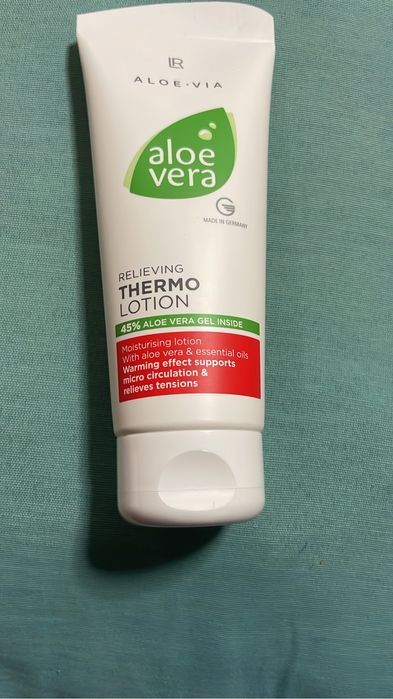 LR
ALOE·VIA
aloe
vera
MADE IN GERMANY
RELIEVING
THERMO
LOTION
45% ALOE VERA GEL INSIDE
Moisturising lotion
With aloe vera & essential oils
Warming effect supports
micro circulation &
relieves tensions